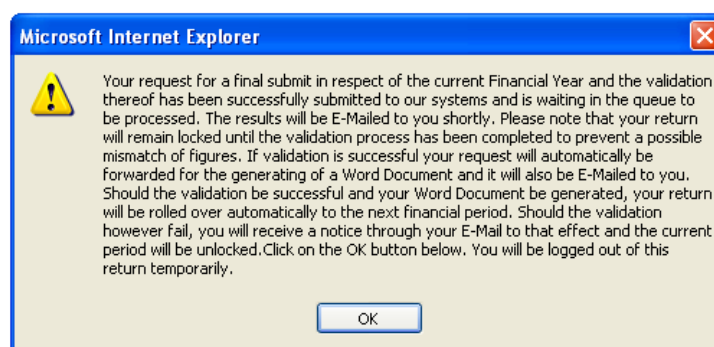 Microsoft Internet Explorer
Your request for a final submit in respect of the current Financial Year and the validation
thereof has been successfully submitted to our systems and is waiting in the queue to
be processed. The results will be E-Mailed to you shortly. Please note that your return
will remain locked until the validation process has been completed to prevent a possible
mismatch of figures. If validation is successful your request will automatically be
forwarded for the generating of a Word Document and it will also be E-Mailed to you.
Should the validation be successful and your Word Document be generated, your return
will be rolled over automatically to the next financial period. Should the validation
however fail, you will receive a notice through your E-Mail to that effect and the current
period will be unlocked.Click on the OK button below. You will be logged out of this
return temporarily.
OK